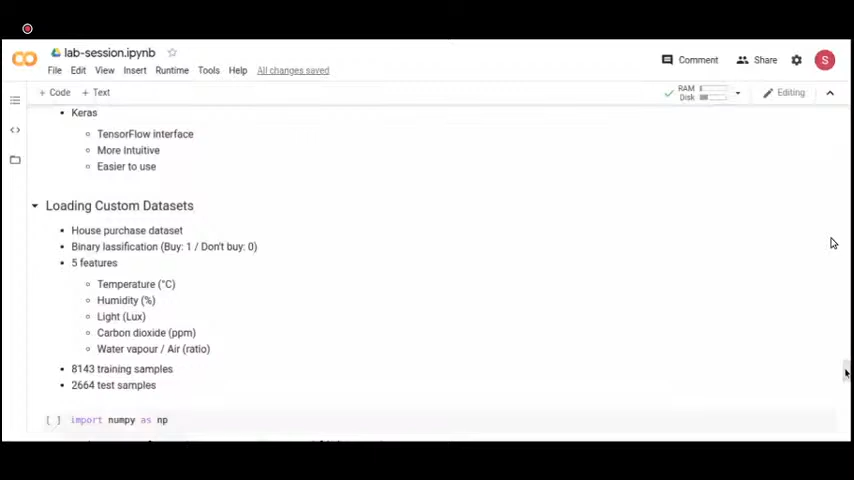 lab-session.ipynb
File Edit View Insert Runtime Tools Help All changes saved
Comment Share S
+ Code + Text
RAM
Disk
Editing
Keras
TensorFlow interface
More Intuitive
Easier to use
Loading Custom Datasets
House purchase dataset
Binary lassification (Buy: 1 / Don't buy: 0)
5 features
Temperature (°C)
Humidity (%)
Light (Lux)
Carbon dioxide (ppm)
Water vapour / Air (ratio)
8143 training samples
2664 test samples
[ ] import numpy as np